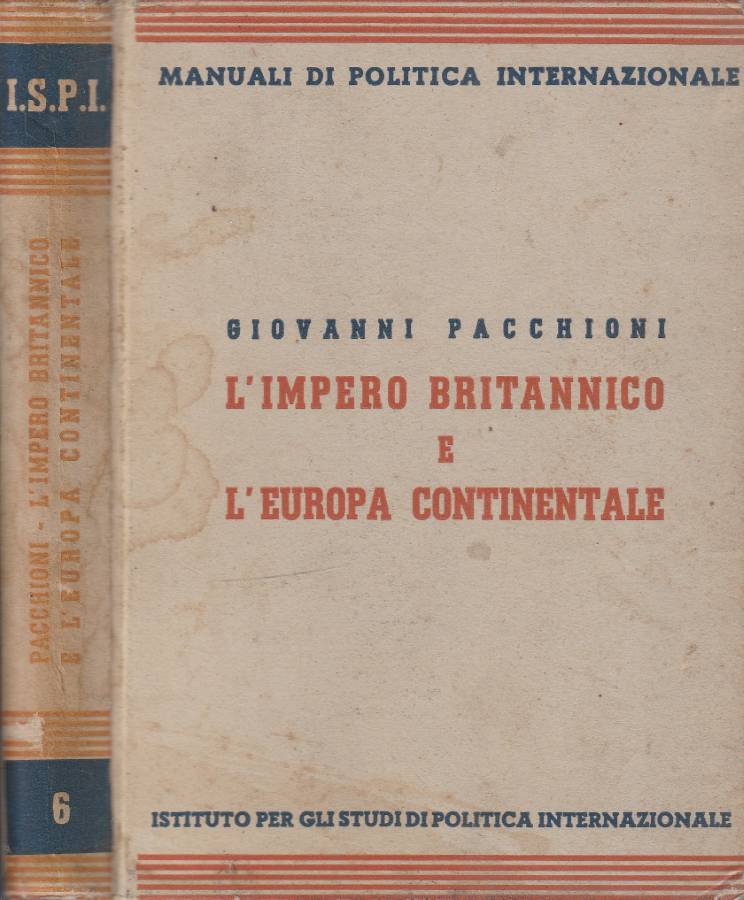 I.S.P.I.
PACCHIONI - L'IMPERO BRITANNICO
E L'EUROPA CONTINENTALE
6
MANUALI DI POLITICA INTERNAZIONALE
GIOVANNI PACCHIONI
L'IMPERO BRITANNICO
E
L'EUROPA CONTINENTALE
ISTITUTO PER GLI STUDI DI POLITICA INTERNAZIONALE